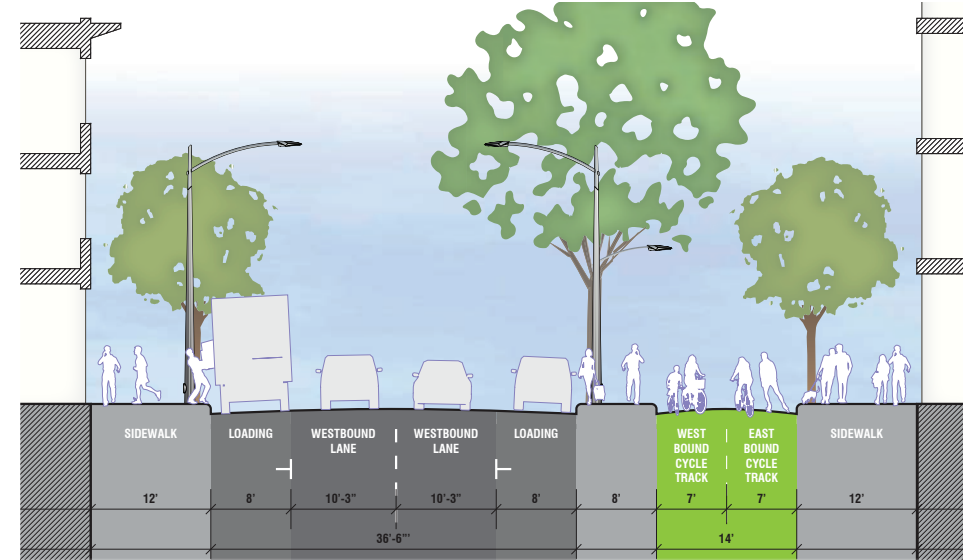 SIDEWALK
LOADING
WESTBOUND
LANE
WESTBOUND
LANE
LOADING
WEST
BOUND
CYCLE
TRACK
EAST
BOUND
CYCLE
TRACK
SIDEWALK
12'
8'
10'-3"
10'-3"
8'
8'
7'
7'
12'
36'-6"'
14'